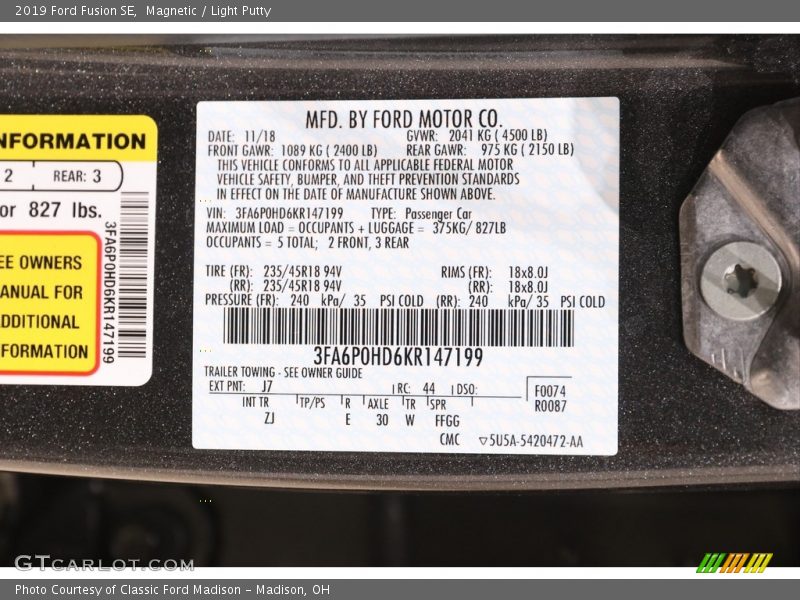 2019 Ford Fusion SE, Magnetic / Light Putty
NFORMATION
2 REAR: 3
or 827 lbs.
EE OWNERS
ANUAL FOR
DDITIONAL
FORMATION
3FA6P0HD6KR147199
MFD. BY FORD MOTOR CO.
DATE: 11/18 GVWR: 2041 KG ( 4500 LB)
FRONT GAWR: 1089 KG ( 2400 LB) REAR GAWR: 975 KG ( 2150 LB)
THIS VEHICLE CONFORMS TO ALL APPLICABLE FEDERAL MOTOR
VEHICLE SAFETY, BUMPER, AND THEFT PREVENTION STANDARDS
IN EFFECT ON THE DATE OF MANUFACTURE SHOWN ABOVE.
VIN: 3FA6P0HD6KR147199 TYPE: Passenger Car
MAXIMUM LOAD = OCCUPANTS + LUGGAGE = 375KG/ 827LB
OCCUPANTS = 5 TOTAL; 2 FRONT, 3 REAR
TIRE (FR): 235/45R18 94V RIMS (FR): 18x8.0J
(RR): 235/45R18 94V (RR): 18x8.0J
PRESSURE (FR): 240 kPa/ 35 PSI COLD (RR): 240 kPa/ 35 PSI COLD
3FA6P0HD6KR147199
TRAILER TOWING - SEE OWNER GUIDE
EXT PNT: J7 RC: 44 DSO: F0074
INT TR TP/PS R AXLE TR SPR R0087
ZJ E 30 W FFGG
CMC ▽5U5A-5420472-AA
GTCarLot.com
Photo Courtesy of Classic Ford Madison - Madison, OH